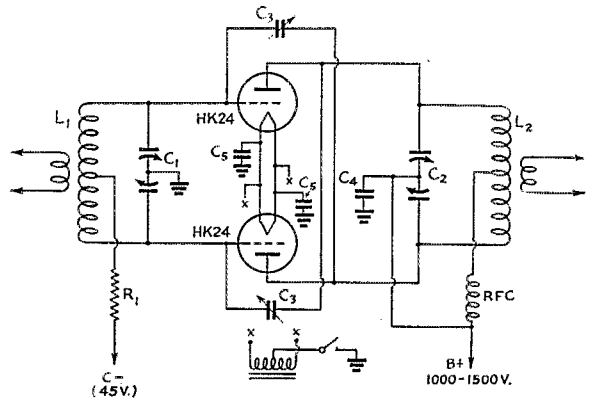 C3
L1
HK24
L2
C1
C5
x
x
C5
C4
C2
HK24
R1
C3
RFC
x
x
C-
(45V.)
B+
1000-1500V.